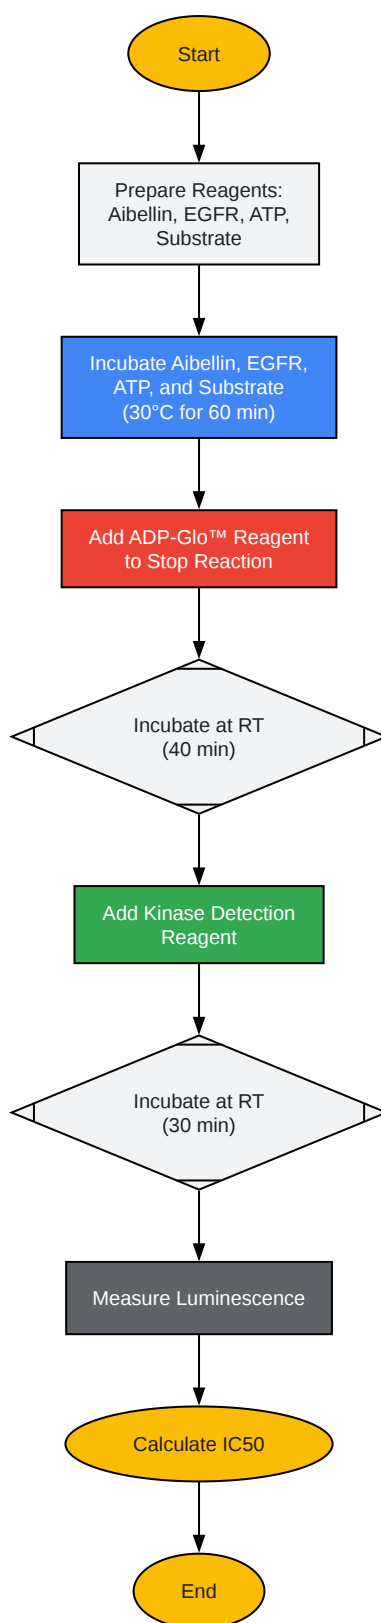 Start
Prepare Reagents:
Aibellin, EGFR, ATP,
Substrate
Incubate Aibellin, EGFR,
ATP, and Substrate
(30°C for 60 min)
Add ADP-Glo™ Reagent
to Stop Reaction
Incubate at RT
(40 min)
Add Kinase Detection
Reagent
Incubate at RT
(30 min)
Measure Luminescence
Calculate IC50
End